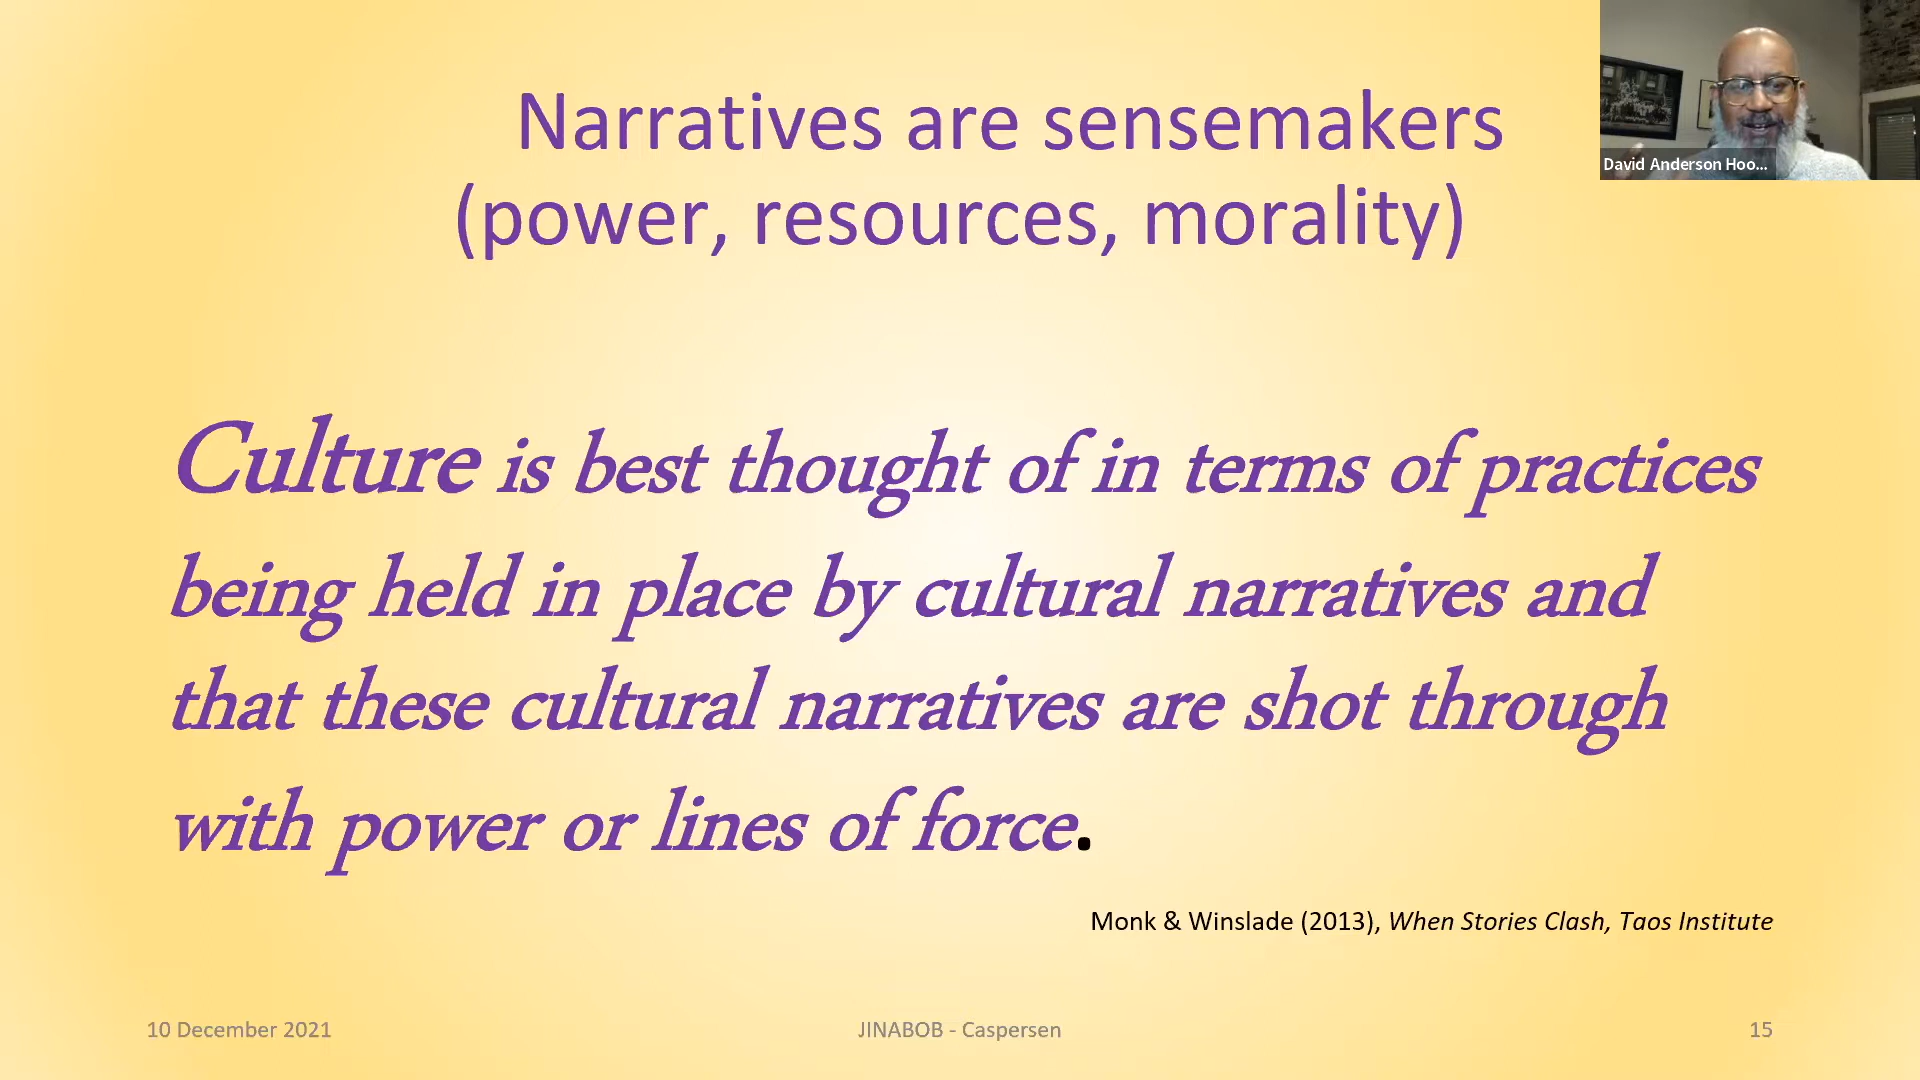 Narratives are sensemakers
(power, resources, morality)
David Anderson Hoo...
Culture is best thought of in terms of practices
being held in place by cultural narratives and
that these cultural narratives are shot through
with power or lines of force.
Monk & Winslade (2013), When Stories Clash, Taos Institute
10 December 2021
JINABOB - Caspersen
15